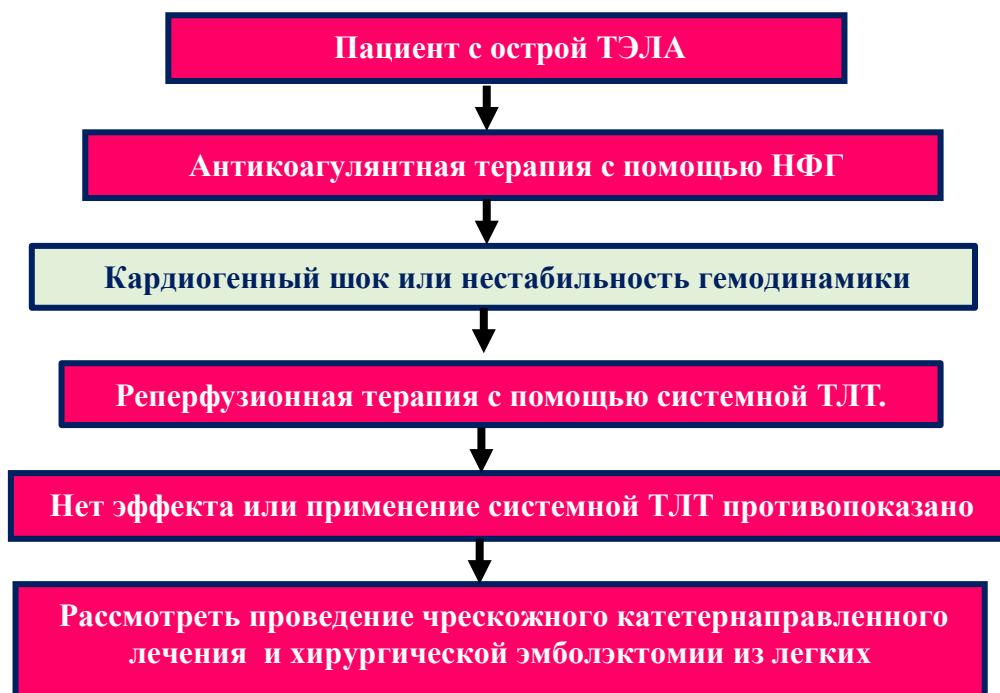 Пациент с острой ТЭЛА
Антикоагулянтная терапия с помощью НФГ
Кардиогенный шок или нестабильность гемодинамики
Реперфузионная терапия с помощью системной ТЛТ.
Нет эффекта или применение системной ТЛТ противопоказано
Рассмотреть проведение чрескожного катетернаправленного
лечения и хирургической эмболэктомии из легких